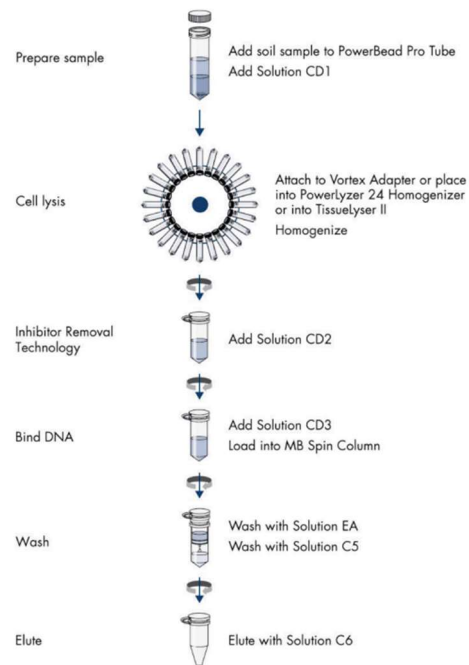 Prepare sample
Add soil sample to PowerBead Pro Tube
Add Solution CD1
Cell lysis
Attach to Vortex Adapter or place
into PowerLyzer 24 Homogenizer
or into TissueLyser II
Homogenize
Inhibitor Removal
Technology
Add Solution CD2
Bind DNA
Add Solution CD3
Load into MB Spin Column
Wash
Wash with Solution EA
Wash with Solution C5
Elute
Elute with Solution C6